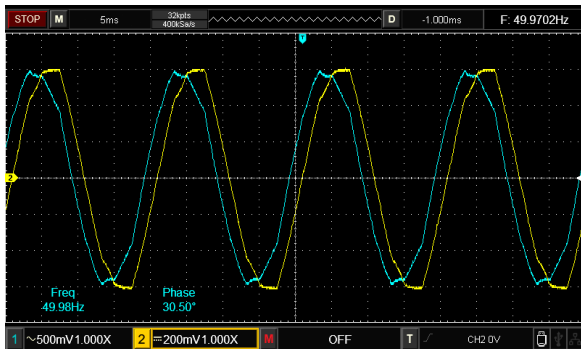 STOP M 5ms 32kpts 400kSa/s D -1.000ms F: 49.9702Hz
T
2
Freq Phase
49.98Hz 30.50°
1 ~500mV1.000X 2 200mV1.000X M OFF T CH2 0V